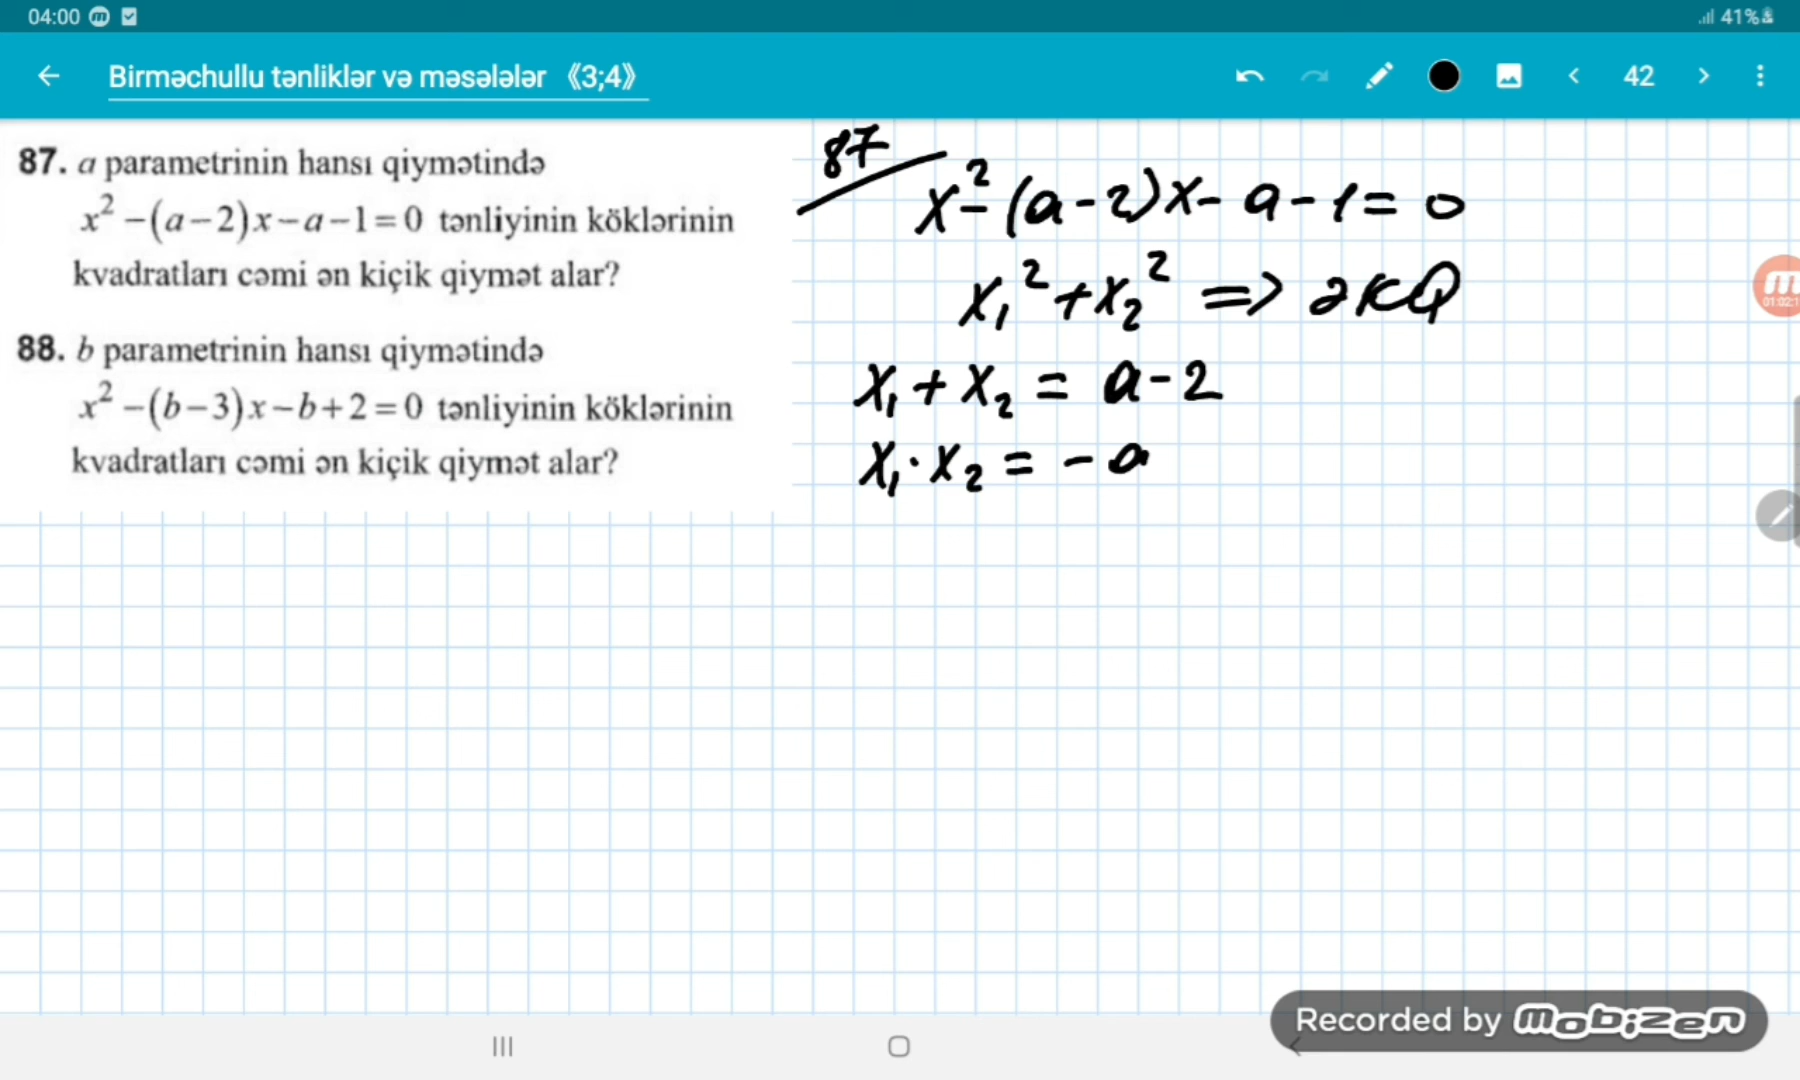 04:00
41%
Birməchullu tənliklər və məsələlər 《3;4》
42
87. a parametrinin hansı qiymətində
x² −(a−2)x−a−1=0 tənliyinin köklərinin
kvadratları cəmi ən kiçik qiymət alar?
88. b parametrinin hansı qiymətində
x² −(b−3)x−b+2=0 tənliyinin köklərinin
kvadratları cəmi ən kiçik qiymət alar?
87
x²-(a-2)x-a-1=0
x₁²+x₂² => əKQ
x₁+x₂ = a-2
x₁·x₂ = -a
01:02:1
Recorded by mobizen